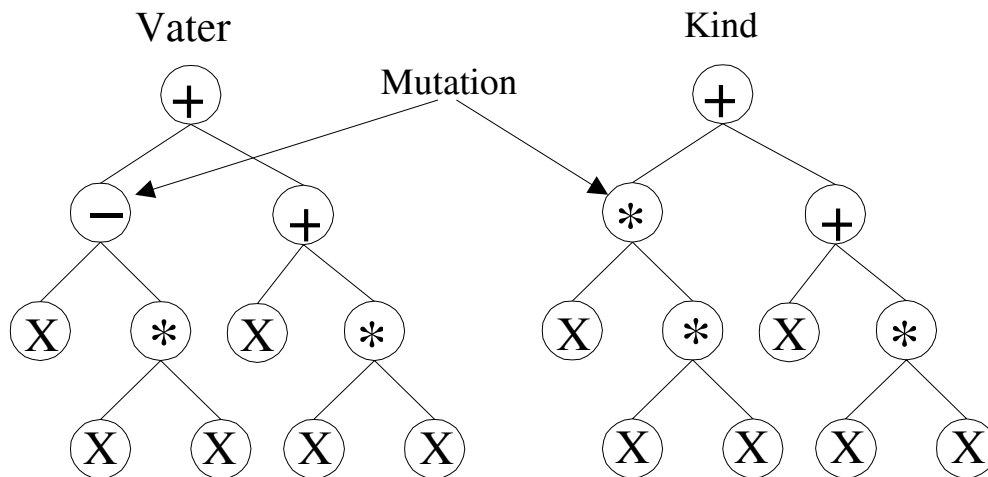 Vater Kind
Mutation
+ +
− + * +
X * X * X * X *
X X X X X X X X